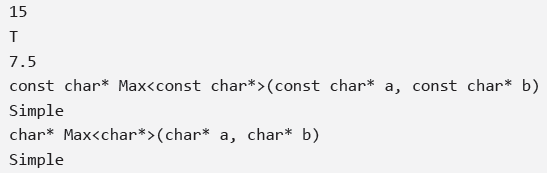 15
T
7.5
const char* Max<const char*>(const char* a, const char* b)
Simple
char* Max<char*>(char* a, char* b)
Simple